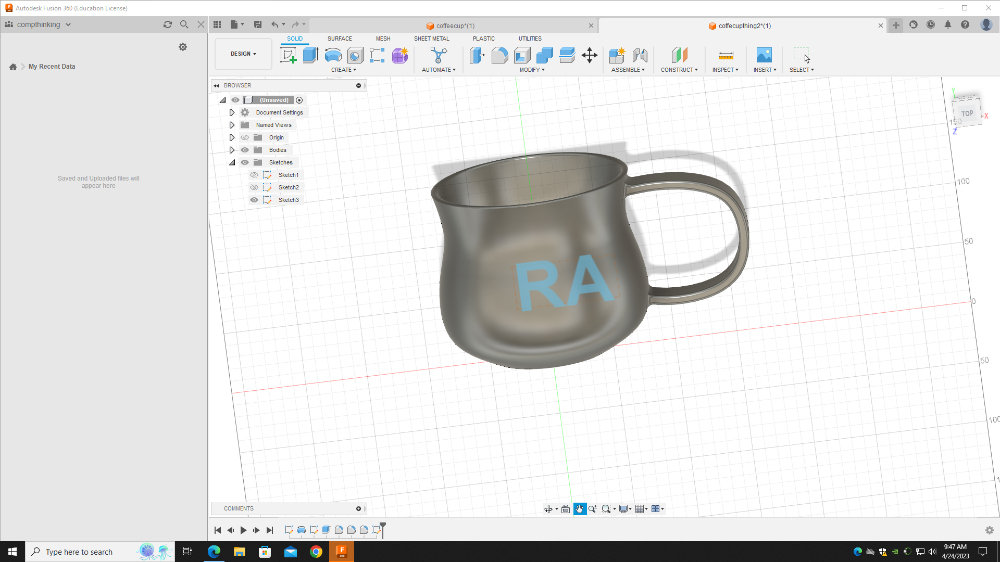 Autodesk Fusion 360 (Education License)
compthinking
coffeecup*(1)
coffecupthing2*(1)
My Recent Data
Saved and Uploaded files will
appear here
DESIGN
SOLID
SURFACE
MESH
SHEET METAL
PLASTIC
UTILITIES
CREATE
AUTOMATE
MODIFY
ASSEMBLE
CONSTRUCT
INSPECT
INSERT
SELECT
BROWSER
(Unsaved)
Document Settings
Named Views
Origin
Bodies
Sketches
Sketch1
Sketch2
Sketch3
RA
Y
TOP
X
Z
150
100
50
0
50
100
COMMENTS
Type here to search
F
360
9:47 AM
4/24/2023